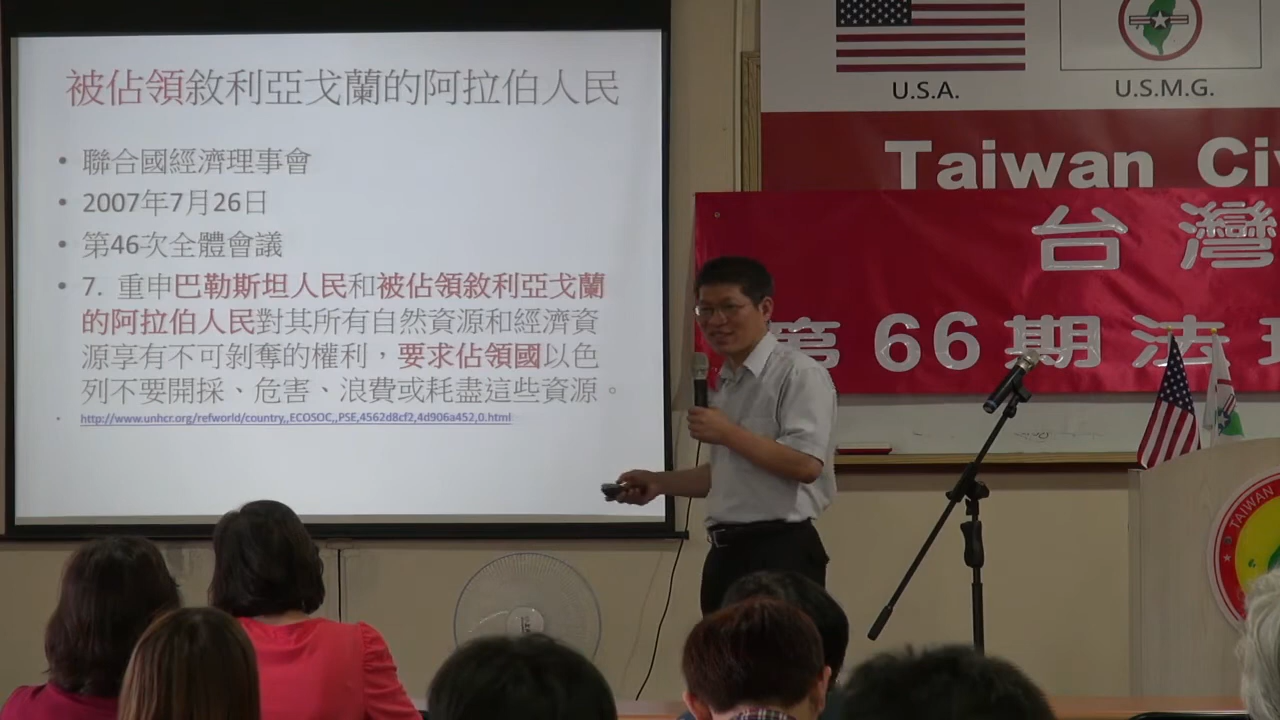 被佔領敘利亞戈蘭的阿拉伯人民
• 聯合國經濟理事會
• 2007年7月26日
• 第46次全體會議
• 7. 重申巴勒斯坦人民和被佔領敘利亞戈蘭
的阿拉伯人民對其所有自然資源和經濟資
源享有不可剝奪的權利，要求佔領國以色
列不要開採、危害、浪費或耗盡這些資源。
• http://www.unhcr.org/refworld/country,,ECOSOC,,PSE,4562d8cf2,4d906a452,0.html
U.S.A.
U.S.M.G.
Taiwan Ci
台灣
第66期法
TAIWAN